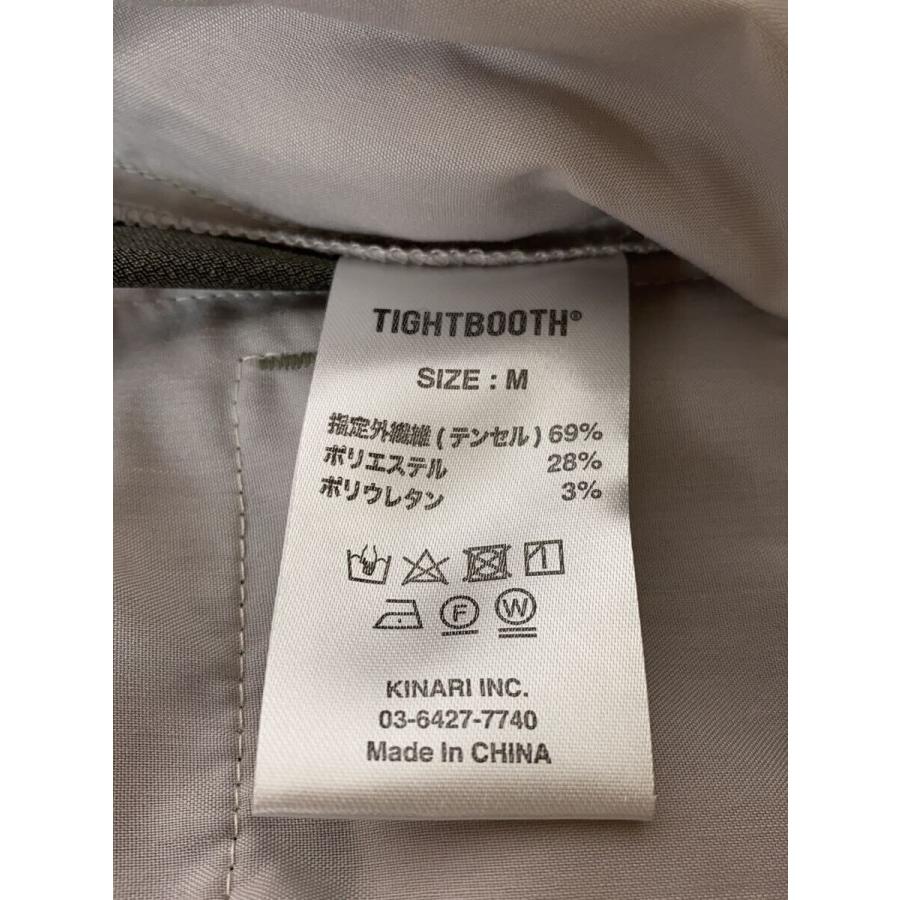 TIGHTBOOTH®
SIZE : M
指定外繊維 ( テンセル ) 69%
ポリエステル 28%
ポリウレタン 3%
F W
KINARI INC.
03-6427-7740
Made In CHINA